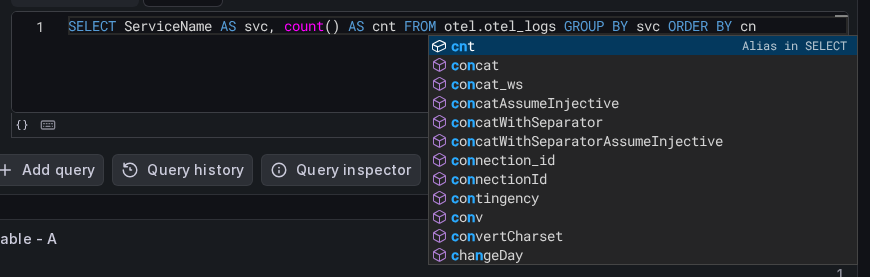 1 SELECT ServiceName AS svc, count() AS cnt FROM otel.otel_logs GROUP BY svc ORDER BY cn
cnt Alias in SELECT
concat
concat_ws
concatAssumeInjective
concatWithSeparator
concatWithSeparatorAssumeInjective
connection_id
connectionId
contingency
conv
convertCharset
changeDay
{}
+ Add query Query history Query inspector
able - A
1